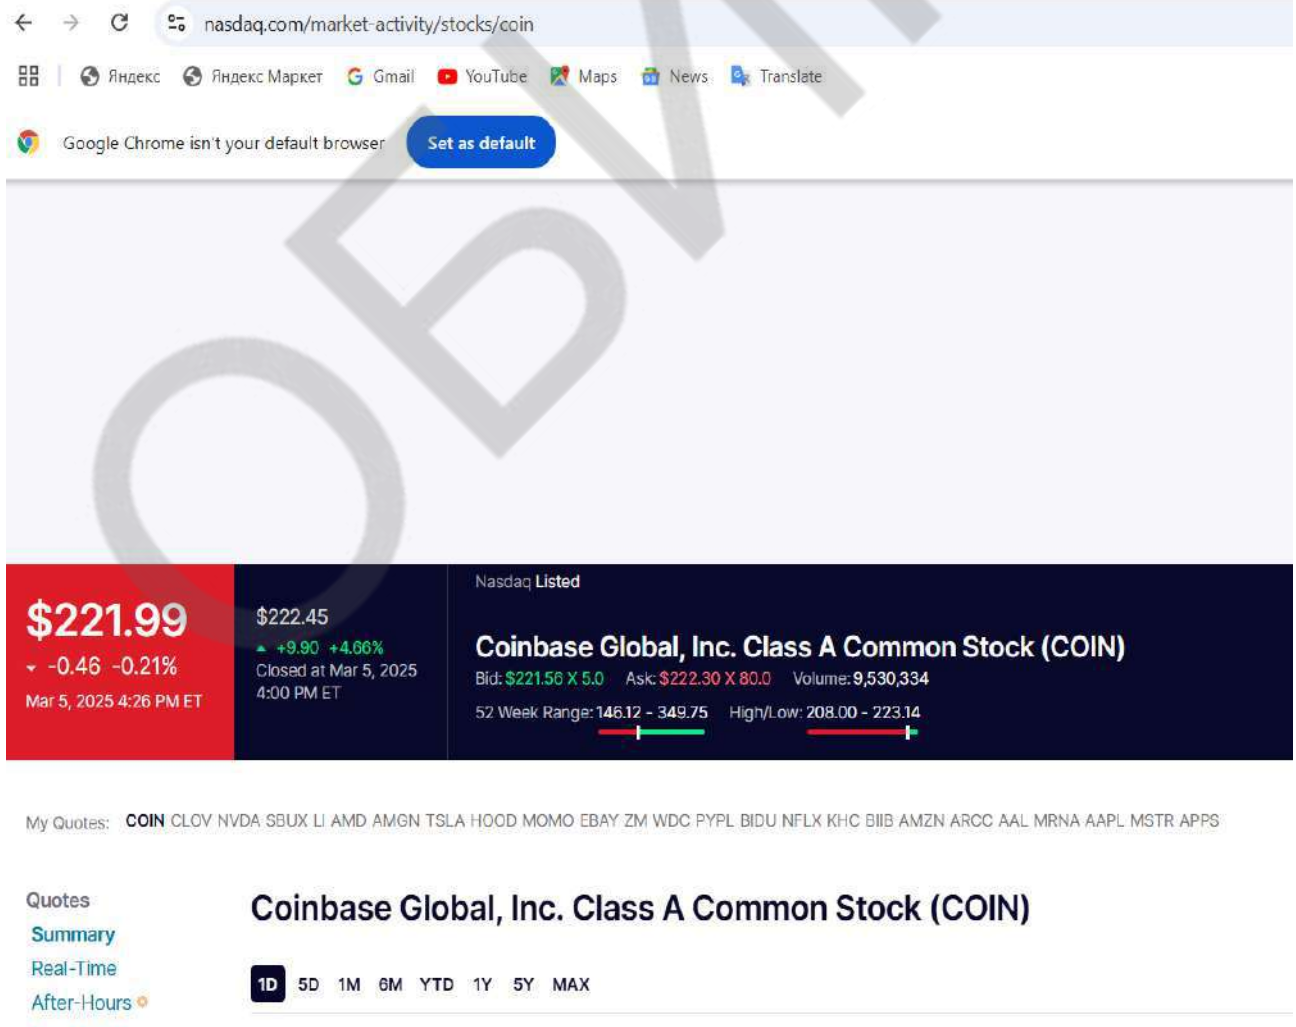 nasdaq.com/market-activity/stocks/coin
Яндекс Яндекс Маркет Gmail YouTube Maps News Translate
Google Chrome isn't your default browser Set as default
ОБИ
Nasdaq Listed
$221.99
-0.46 -0.21%
Mar 5, 2025 4:26 PM ET
$222.45
+9.90 +4.66%
Closed at Mar 5, 2025
4:00 PM ET
Coinbase Global, Inc. Class A Common Stock (COIN)
Bid: $221.56 X 5.0 Ask: $222.30 X 80.0 Volume: 9,530,334
52 Week Range: 146.12 - 349.75 High/Low: 208.00 - 223.14
My Quotes: COIN CLOV NVDA SBUX LI AMD AMGN TSLA HOOD MOMO EBAY ZM WDC PYPL BIDU NFLX KHC BIIB AMZN ARCC AAL MRNA AAPL MSTR APPS
Quotes
Summary
Real-Time
After-Hours
Coinbase Global, Inc. Class A Common Stock (COIN)
1D 5D 1M 6M YTD 1Y 5Y MAX